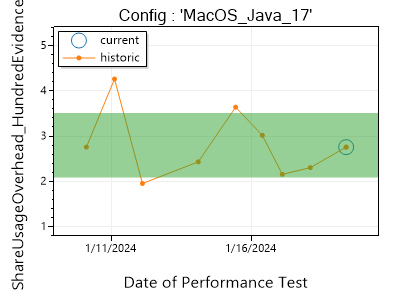 Config : 'MacOS_Java_17'
ShareUsageOverhead_HundredEvidence
current
historic
5
4
3
2
1
1/11/2024
1/16/2024
Date of Performance Test